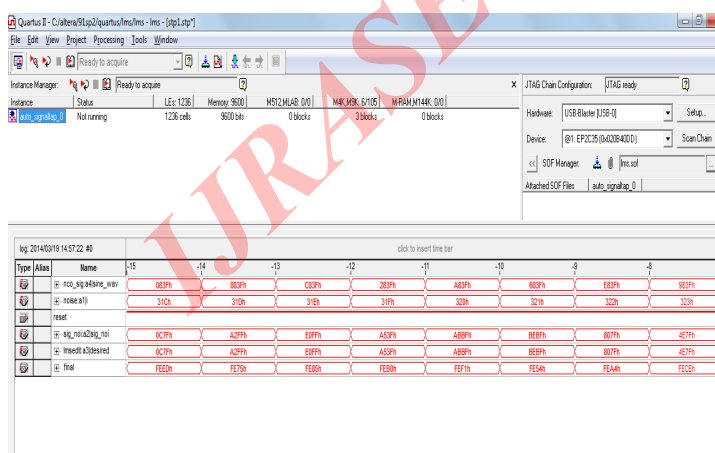 Quartus II - C:/altera/91sp2/quartus/lms/lms - lms - [stp1.stp*]
File Edit View Project Processing Tools Window
Ready to acquire
Instance Manager: Ready to acquire
JTAG Chain Configuration: JTAG ready
Instance Status LEs: 1236 Memory: 9600 M512,MLAB: 0/0 M4K,M9K: 6/105 M-RAM,M144K: 0/0
auto_signaltap_0 Not running 1236 cells 9600 bits 0 blocks 3 blocks 0 blocks
Hardware: USB-Blaster [USB-0] Setup...
Device: @1: EP2C35 (0x020B40DD) Scan Chain
<< SOF Manager: lms.sof ...
Attached SOF Files auto_signaltap_0
IJRASE
log: 2014/03/19 14:57:22 #0 click to insert time bar
Type Alias Name -15 -14 -13 -12 -11 -10 -9 -8
nco_sig:a4|sine_wav 083Fh 883Fh C83Fh 283Fh A83Fh 683Fh E83Fh 983Fh
noise:a1|i 31Ch 31Dh 31Eh 31Fh 320h 321h 322h 323h
reset
sig_noi:a2|sig_noi 0C7Fh A2FFh E0FFh A53Fh ABBFh BEBFh 807Fh 4E7Fh
lmsedit:a3|desired 0C7Fh A2FFh E0FFh A53Fh ABBFh BEBFh 807Fh 4E7Fh
final FEEDh FE75h FE85h FEB0h FEF1h FE54h FEA4h FECEh